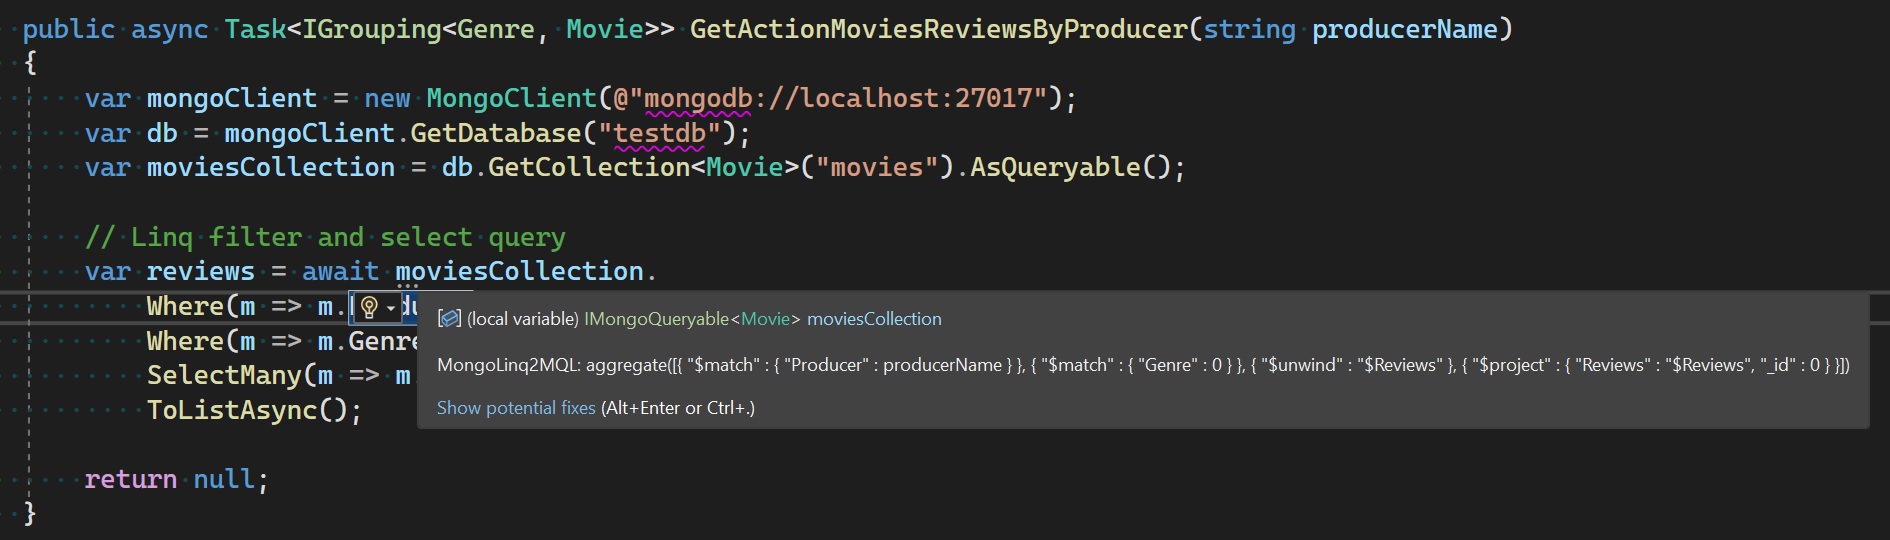 public async Task<IGrouping<Genre, Movie>> GetActionMoviesReviewsByProducer(string producerName)
{
var mongoClient = new MongoClient(@"mongodb://localhost:27017");
var db = mongoClient.GetDatabase("testdb");
var moviesCollection = db.GetCollection<Movie>("movies").AsQueryable();
// Linq filter and select query
var reviews = await moviesCollection.
Where(m => m.
(local variable) IMongoQueryable<Movie> moviesCollection
Where(m => m.Genre
MongoLinq2MQL: aggregate([{ "$match" : { "Producer" : producerName } }, { "$match" : { "Genre" : 0 } }, { "$unwind" : "$Reviews" }, { "$project" : { "Reviews" : "$Reviews", "_id" : 0 } }])
SelectMany(m => m
Show potential fixes (Alt+Enter or Ctrl+.)
ToListAsync();
return null;
}